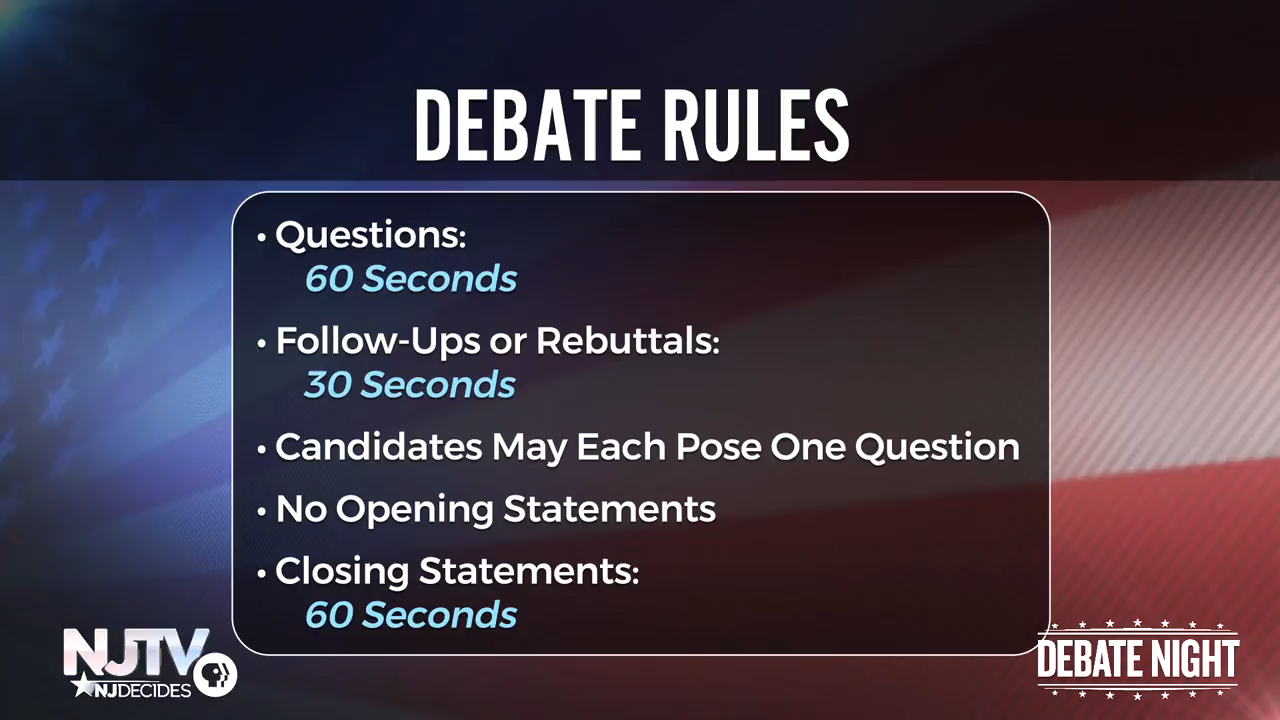 DEBATE RULES
• Questions:
60 Seconds
• Follow-Ups or Rebuttals:
30 Seconds
• Candidates May Each Pose One Question
• No Opening Statements
• Closing Statements:
60 Seconds
NJTV
NJDECIDES
DEBATE NIGHT